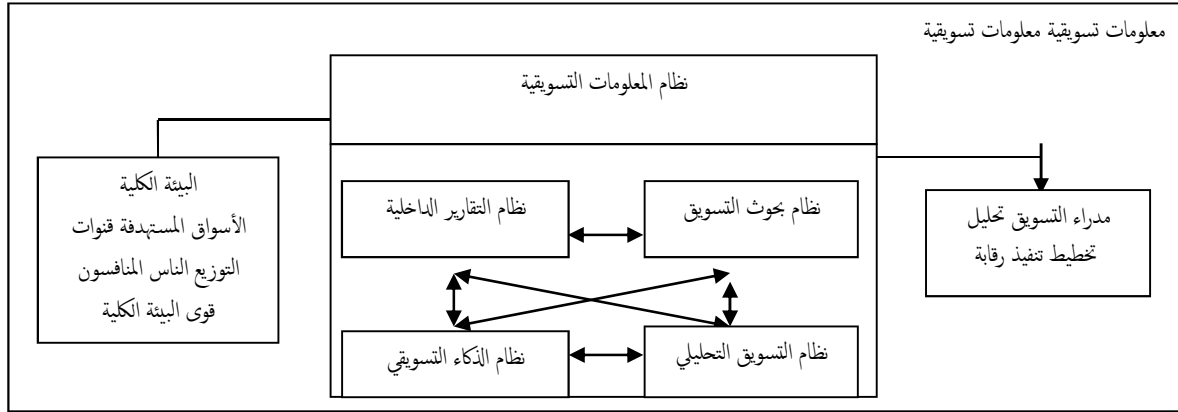 معلومات تسويقية معلومات تسويقية
نظام المعلومات التسويقية
البيئة الكلية
الأسواق المستهدفة قنوات
التوزيع الناس المنافسون
قوى البيئة الكلية
نظام التقارير الداخلية
نظام بحوث التسويق
نظام الذكاء التسويقي
نظام التسويق التحليلي
مدراء التسويق تحليل
تخطيط تنفيذ رقابة